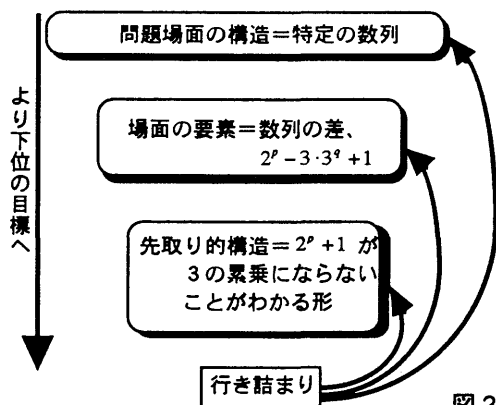 問題場面の構造＝特定の数列
より下位の目標へ
場面の要素＝数列の差、
2^p－3·3^q＋1
先取り的構造＝2^p＋1 が
3の累乗にならない
ことがわかる形
行き詰まり
図2